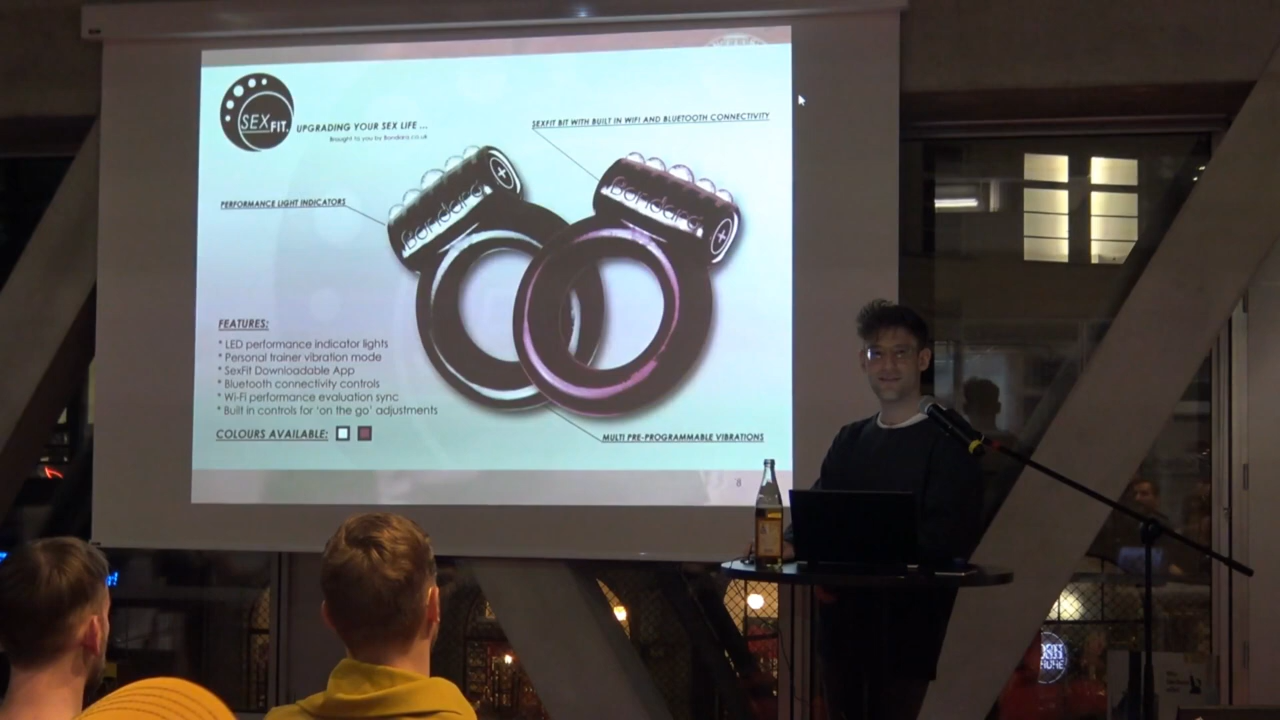 SEX FIT.
UPGRADING YOUR SEX LIFE ...
Brought to you by Bondara.co.uk
SEXFIT BIT WITH BUILT IN WIFI AND BLUETOOTH CONNECTIVITY
PERFORMANCE LIGHT INDICATORS
Bondara
Bondara
FEATURES:
* LED performance indicator lights
* Personal trainer vibration mode
* SexFit Downloadable App
* Bluetooth connectivity controls
* Wi-Fi performance evaluation sync
* Built in controls for 'on the go' adjustments
COLOURS AVAILABLE:
MULTI PRE-PROGRAMMABLE VIBRATIONS
8